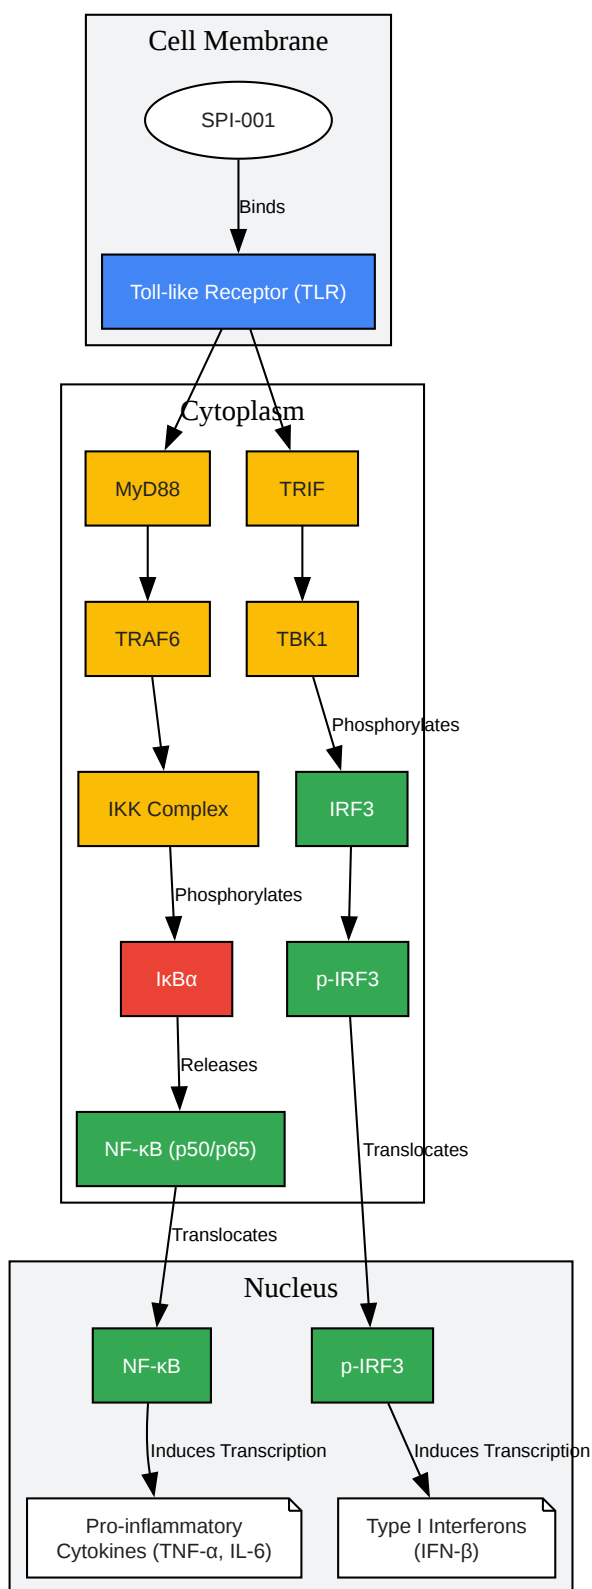 Cell Membrane
SPI-001
Binds
Toll-like Receptor (TLR)
Cytoplasm
MyD88
TRIF
TRAF6
TBK1
Phosphorylates
IKK Complex
IRF3
Phosphorylates
IκBα
p-IRF3
Releases
NF-κB (p50/p65)
Translocates
Translocates
Nucleus
NF-κB
p-IRF3
Induces Transcription
Induces Transcription
Pro-inflammatory
Cytokines (TNF-α, IL-6)
Type I Interferons
(IFN-β)